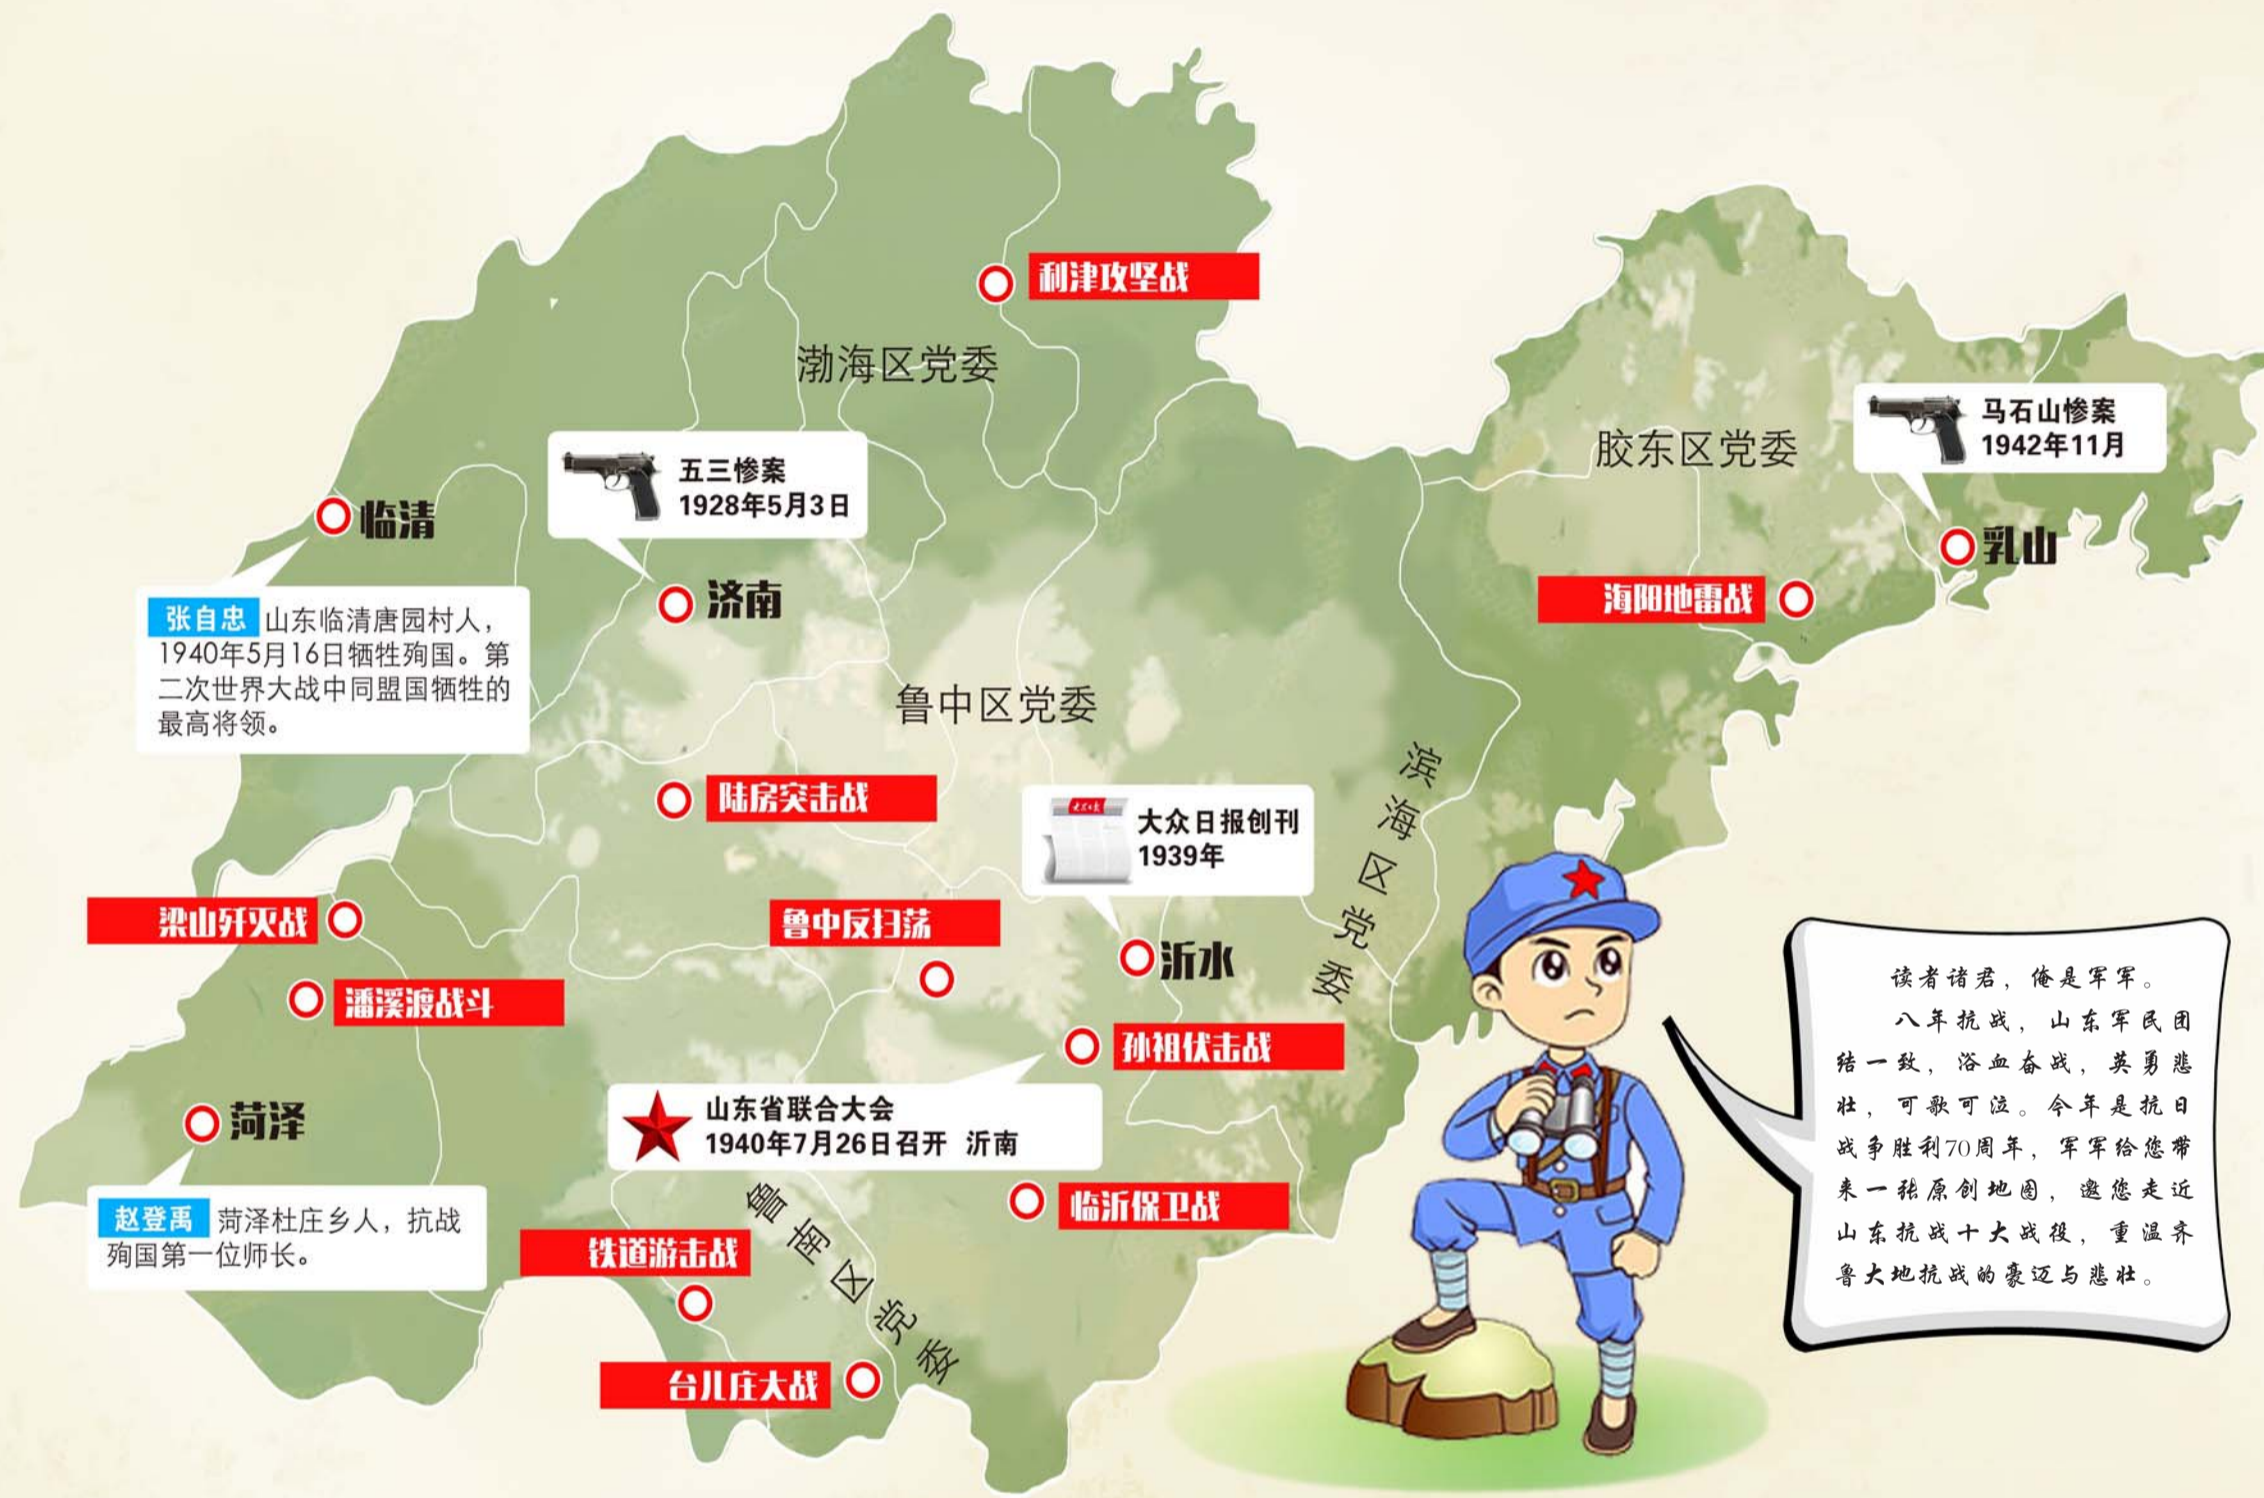 利津攻坚战
渤海区党委
马石山惨案
1942年11月
胶东区党委
五三惨案
1928年5月3日
临清
乳山
济南
海阳地雷战
张自忠 山东临清唐园村人，
1940年5月16日牺牲殉国。第
二次世界大战中同盟国牺牲的
最高将领。
鲁中区党委
滨海区党委
陆房突击战
大众日报
大众日报创刊
1939年
梁山歼灭战
鲁中反扫荡
沂水
潘溪渡战斗
孙祖伏击战
山东省联合大会
1940年7月26日召开 沂南
菏泽
赵登禹 菏泽杜庄乡人，抗战
殉国第一位师长。
临沂保卫战
鲁南区党委
铁道游击战
台儿庄大战
读者诸君，俺是军军。
八年抗战，山东军民团
结一致，浴血奋战，英勇悲
壮，可歌可泣。今年是抗日
战争胜利70周年，军军给您带
来一张原创地图，邀您走近
山东抗战十大战役，重温齐
鲁大地抗战的豪迈与悲壮。